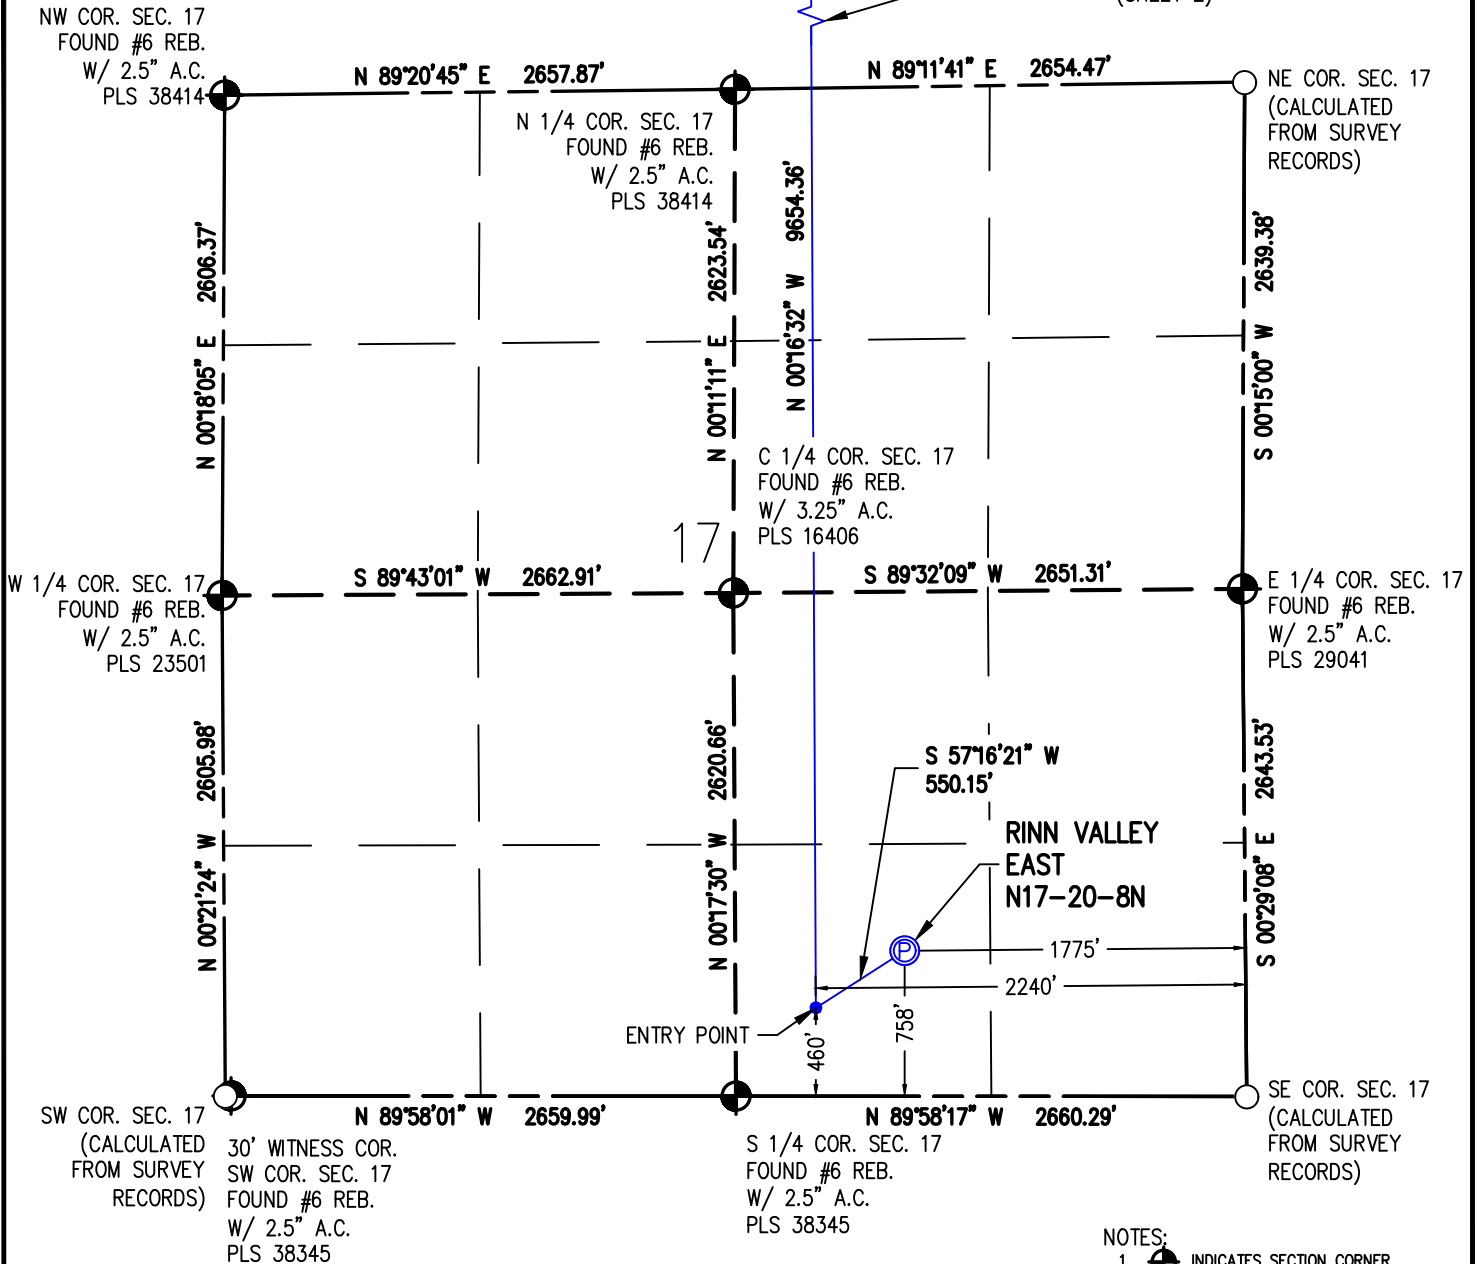 NW COR. SEC. 17
FOUND #6 REB.
W/ 2.5" A.C.
PLS 38414
N 89°20'45" E 2657.87'
N 89°11'41" E 2654.47'
NE COR. SEC. 17
(CALCULATED
FROM SURVEY
RECORDS)
N 1/4 COR. SEC. 17
FOUND #6 REB.
W/ 2.5" A.C.
PLS 38414
N 00°18'05" E 2606.37'
N 00°11'11" E 2623.54'
N 00°16'32" W 9654.36'
S 00°15'00" W 2639.38'
C 1/4 COR. SEC. 17
FOUND #6 REB.
W/ 3.25" A.C.
PLS 16406
17
W 1/4 COR. SEC. 17
FOUND #6 REB.
W/ 2.5" A.C.
PLS 23501
S 89°43'01" W 2662.91'
S 89°32'09" W 2651.31'
E 1/4 COR. SEC. 17
FOUND #6 REB.
W/ 2.5" A.C.
PLS 29041
N 00°21'24" W 2605.98'
N 00°17'30" W 2620.66'
S 57°16'21" W
550.15'
RINN VALLEY
EAST
N17-20-8N
S 00°29'08" E 2643.53'
P
1775'
2240'
ENTRY POINT
460'
758'
SW COR. SEC. 17
(CALCULATED
FROM SURVEY
RECORDS)
N 89°58'01" W 2659.99'
N 89°58'17" W 2660.29'
SE COR. SEC. 17
(CALCULATED
FROM SURVEY
RECORDS)
30' WITNESS COR.
SW COR. SEC. 17
FOUND #6 REB.
W/ 2.5" A.C.
PLS 38345
S 1/4 COR. SEC. 17
FOUND #6 REB.
W/ 2.5" A.C.
PLS 38345
NOTES:
1. INDICATES SECTION CORNER